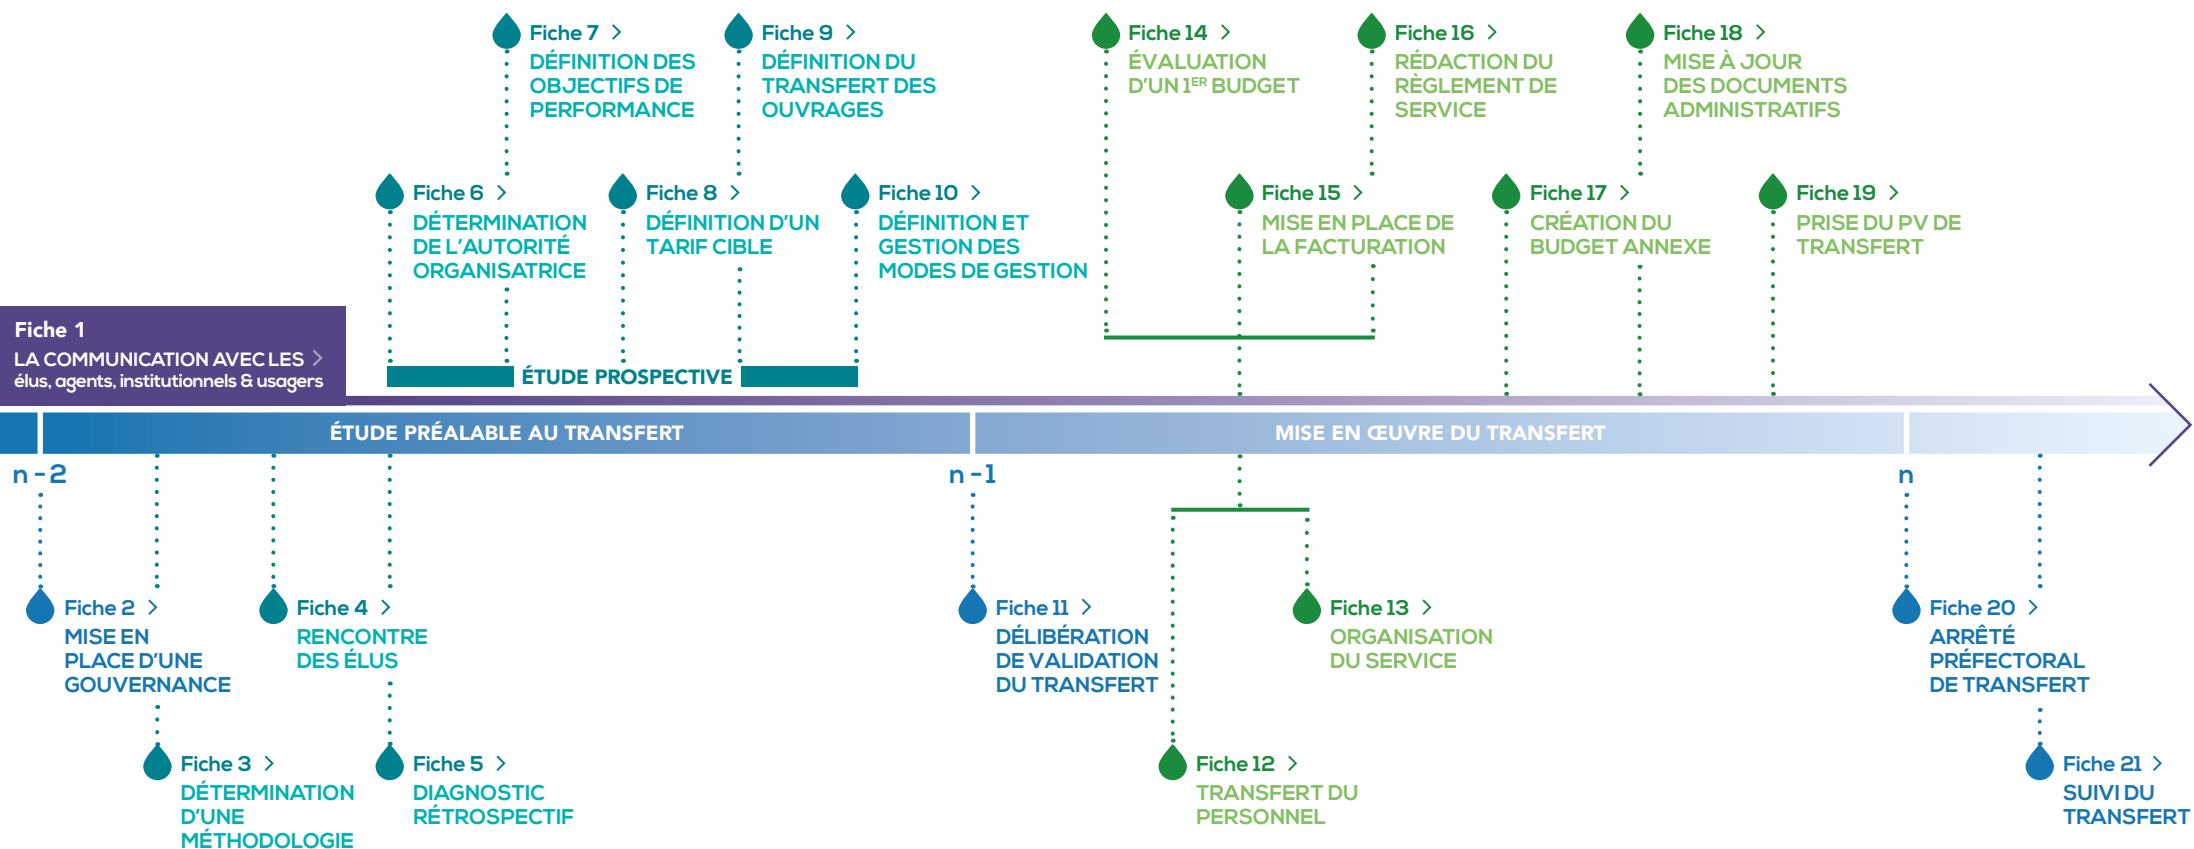 Fiche 7 >
DÉFINITION DES
OBJECTIFS DE
PERFORMANCE
Fiche 9 >
DÉFINITION DU
TRANSFERT DES
OUVRAGES
Fiche 14 >
ÉVALUATION
D'UN 1ER BUDGET
Fiche 16 >
RÉDACTION DU
RÈGLEMENT DE
SERVICE
Fiche 18 >
MISE À JOUR
DES DOCUMENTS
ADMINISTRATIFS
Fiche 6 >
DÉTERMINATION
DE L'AUTORITÉ
ORGANISATRICE
Fiche 8 >
DÉFINITION D'UN
TARIF CIBLE
Fiche 10 >
DÉFINITION ET
GESTION DES
MODES DE GESTION
Fiche 15 >
MISE EN PLACE DE
LA FACTURATION
Fiche 17 >
CRÉATION DU
BUDGET ANNEXE
Fiche 19 >
PRISE DU PV DE
TRANSFERT
Fiche 1
LA COMMUNICATION AVEC LES >
élus, agents, institutionnels & usagers
ÉTUDE PROSPECTIVE
ÉTUDE PRÉALABLE AU TRANSFERT
MISE EN ŒUVRE DU TRANSFERT
n - 2
n - 1
n
Fiche 2 >
MISE EN
PLACE D'UNE
GOUVERNANCE
Fiche 4 >
RENCONTRE
DES ÉLUS
Fiche 11 >
DÉLIBÉRATION
DE VALIDATION
DU TRANSFERT
Fiche 13 >
ORGANISATION
DU SERVICE
Fiche 20 >
ARRÊTÉ
PRÉFECTORAL
DE TRANSFERT
Fiche 3 >
DÉTERMINATION
D'UNE
MÉTHODOLOGIE
Fiche 5 >
DIAGNOSTIC
RÉTROSPECTIF
Fiche 12 >
TRANSFERT DU
PERSONNEL
Fiche 21 >
SUIVI DU
TRANSFERT